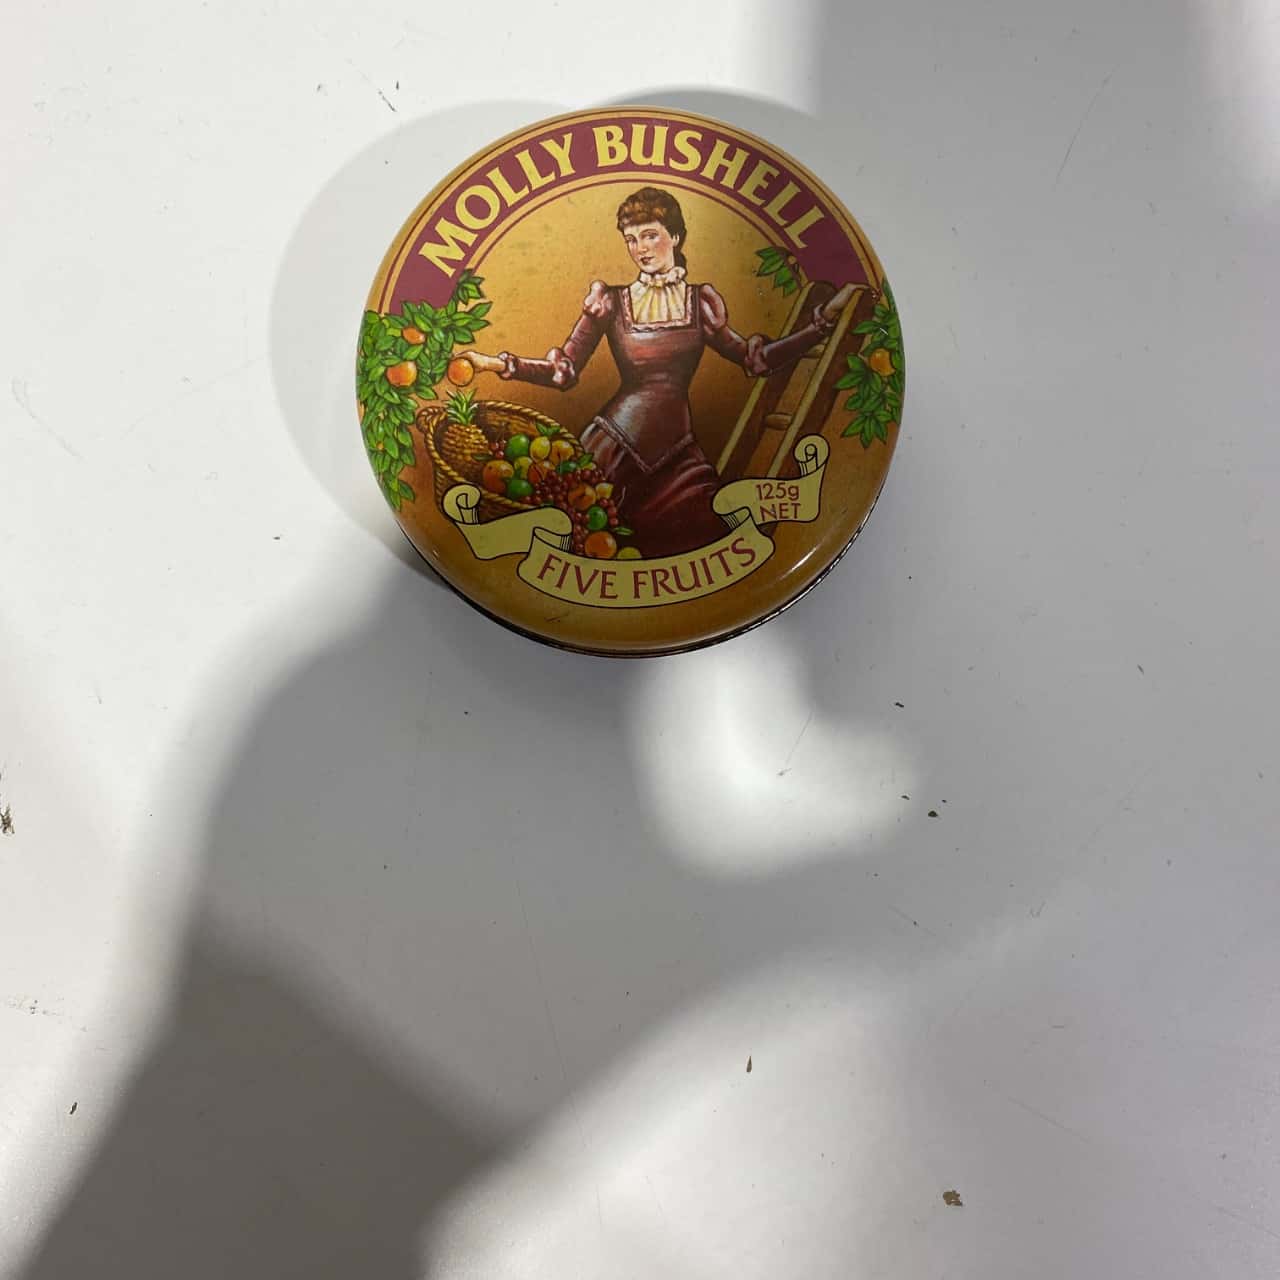 MOLLY BUSHELL
125g
NET
FIVE FRUITS